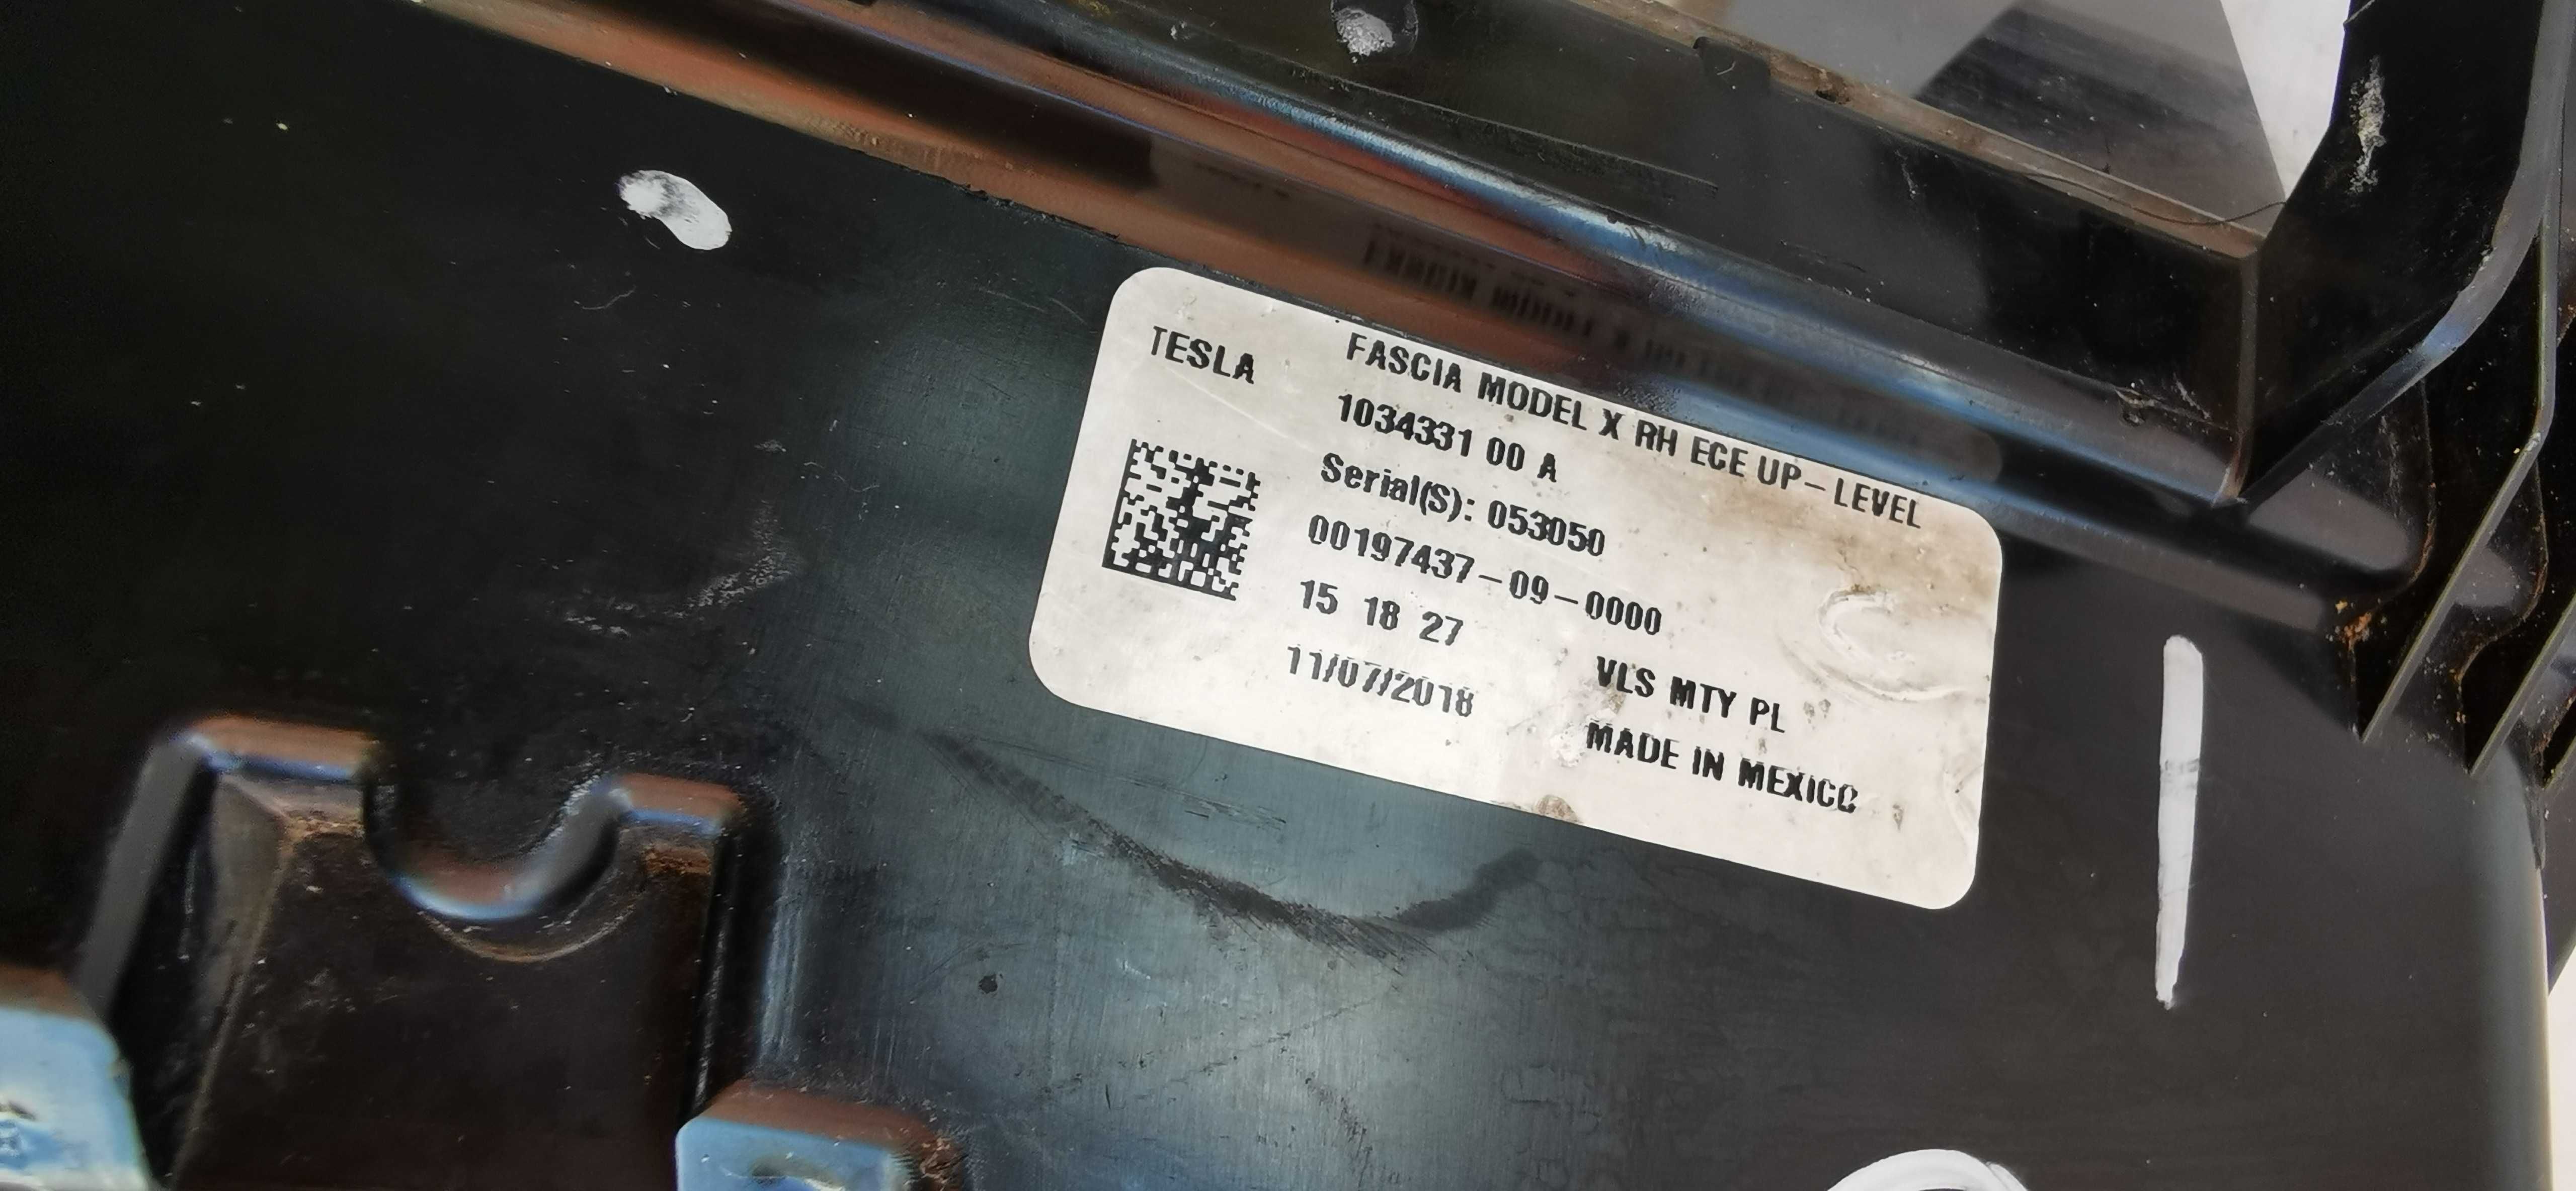 TESLA
FASCIA MODEL X RH ECE UP-LEVEL
1034331 00 A
Serial(S): 053050
00197437-09-0000
15 18 27
11/07/2018
VLS MTY PL
MADE IN MEXICO